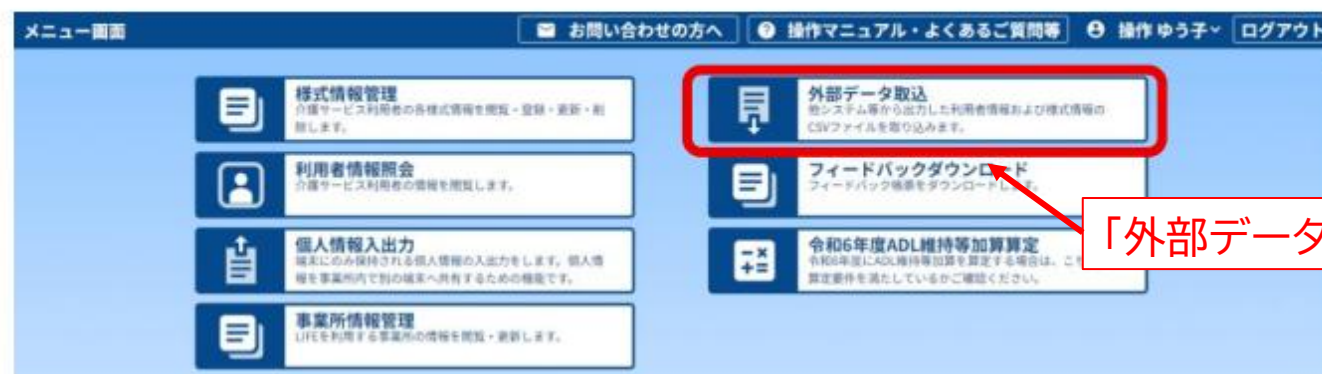 メニュー画面
お問い合わせの方へ
操作マニュアル・よくあるご質問等
操作 ゆう子
ログアウト
様式情報管理
介護サービス利用者の各様式情報を閲覧・登録・更新・削
除します。
外部データ取込
他システム等から出力した利用者情報および様式情報の
CSVファイルを取り込みます。
利用者情報照会
介護サービス利用者の情報を閲覧します。
フィードバックダウンロード
フィードバック帳票をダウンロードします。
「外部データ
個人情報入出力
端末にのみ保持される個人情報の入出力をします。個人情
報を事業所内で別の端末へ共有するための機能です。
令和6年度ADL維持等加算算定
令和6年度にADL維持等加算を算定する場合は、こ
算定要件を満たしているかご確認ください。
事業所情報管理
LIFEを利用する事業所の情報を閲覧・更新します。